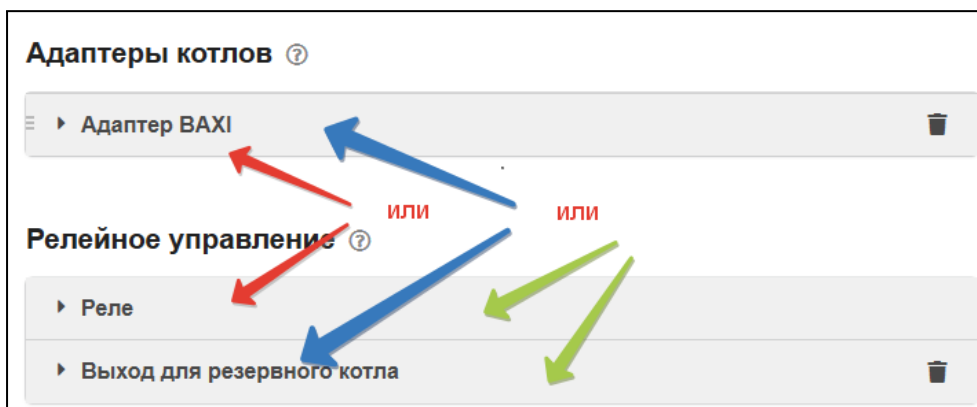 Адаптеры котлов ?
Адаптер BAXI
или или
Релейное управление ?
Реле
Выход для резервного котла